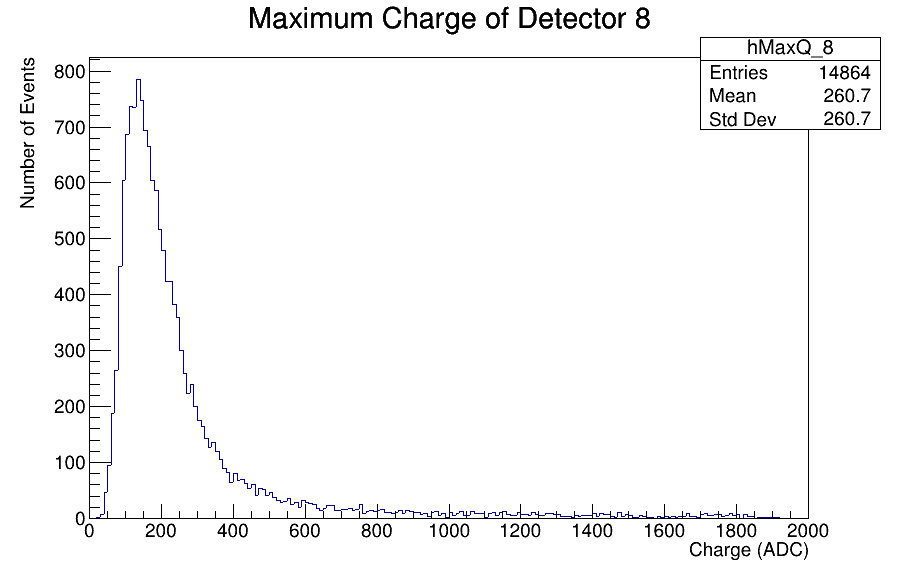 Maximum Charge of Detector 8
hMaxQ_8
Entries 14864
Mean 260.7
Std Dev 260.7
Number of Events
800
700
600
500
400
300
200
100
0
0 200 400 600 800 1000 1200 1400 1600 1800 2000
Charge (ADC)